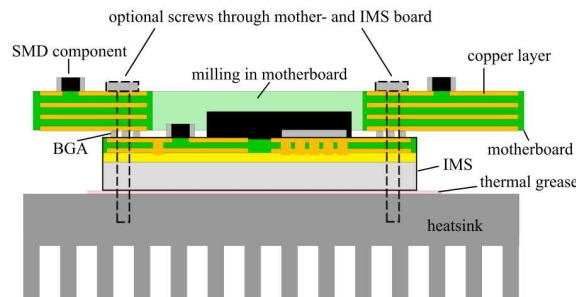 optional screws through mother- and IMS board
SMD component
milling in motherboard
copper layer
BGA
motherboard
IMS
thermal grease
heatsink